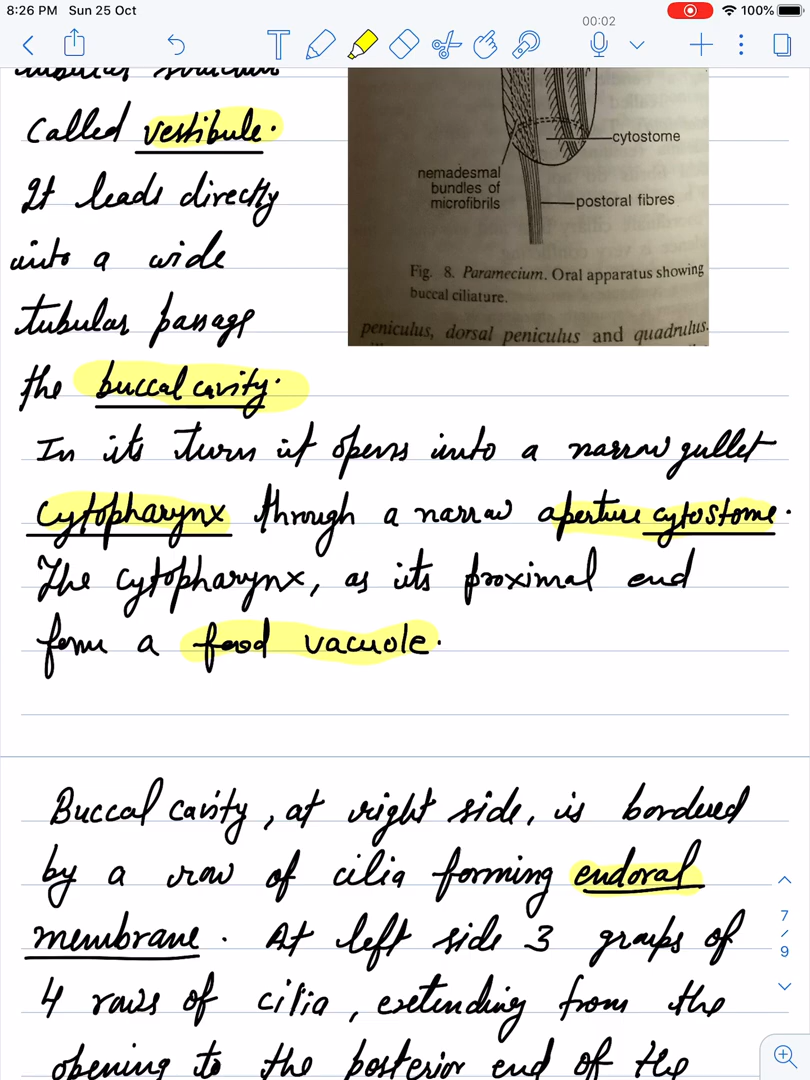 8:26 PM Sun 25 Oct
100%
00:02
T
tubular structure
Called vestibule.
It leads directly
into a wide
tubular passage
the buccal cavity.
In its turn it opens into a narrow gullet
cytopharynx through a narrow aperture cytostome.
The cytopharynx, as its proximal end
form a food vacuole.
cytostome
nemadesmal
bundles of
microfibrils
postoral fibres
Fig. 8. Paramecium. Oral apparatus showing
buccal ciliature.
peniculus, dorsal peniculus and quadrulus.
Buccal cavity, at right side, is bordered
by a row of cilia forming endoral
membrane. At left side 3 groups of
4 rows of cilia, extending from the
opening to the posterior end of the
7
/
9